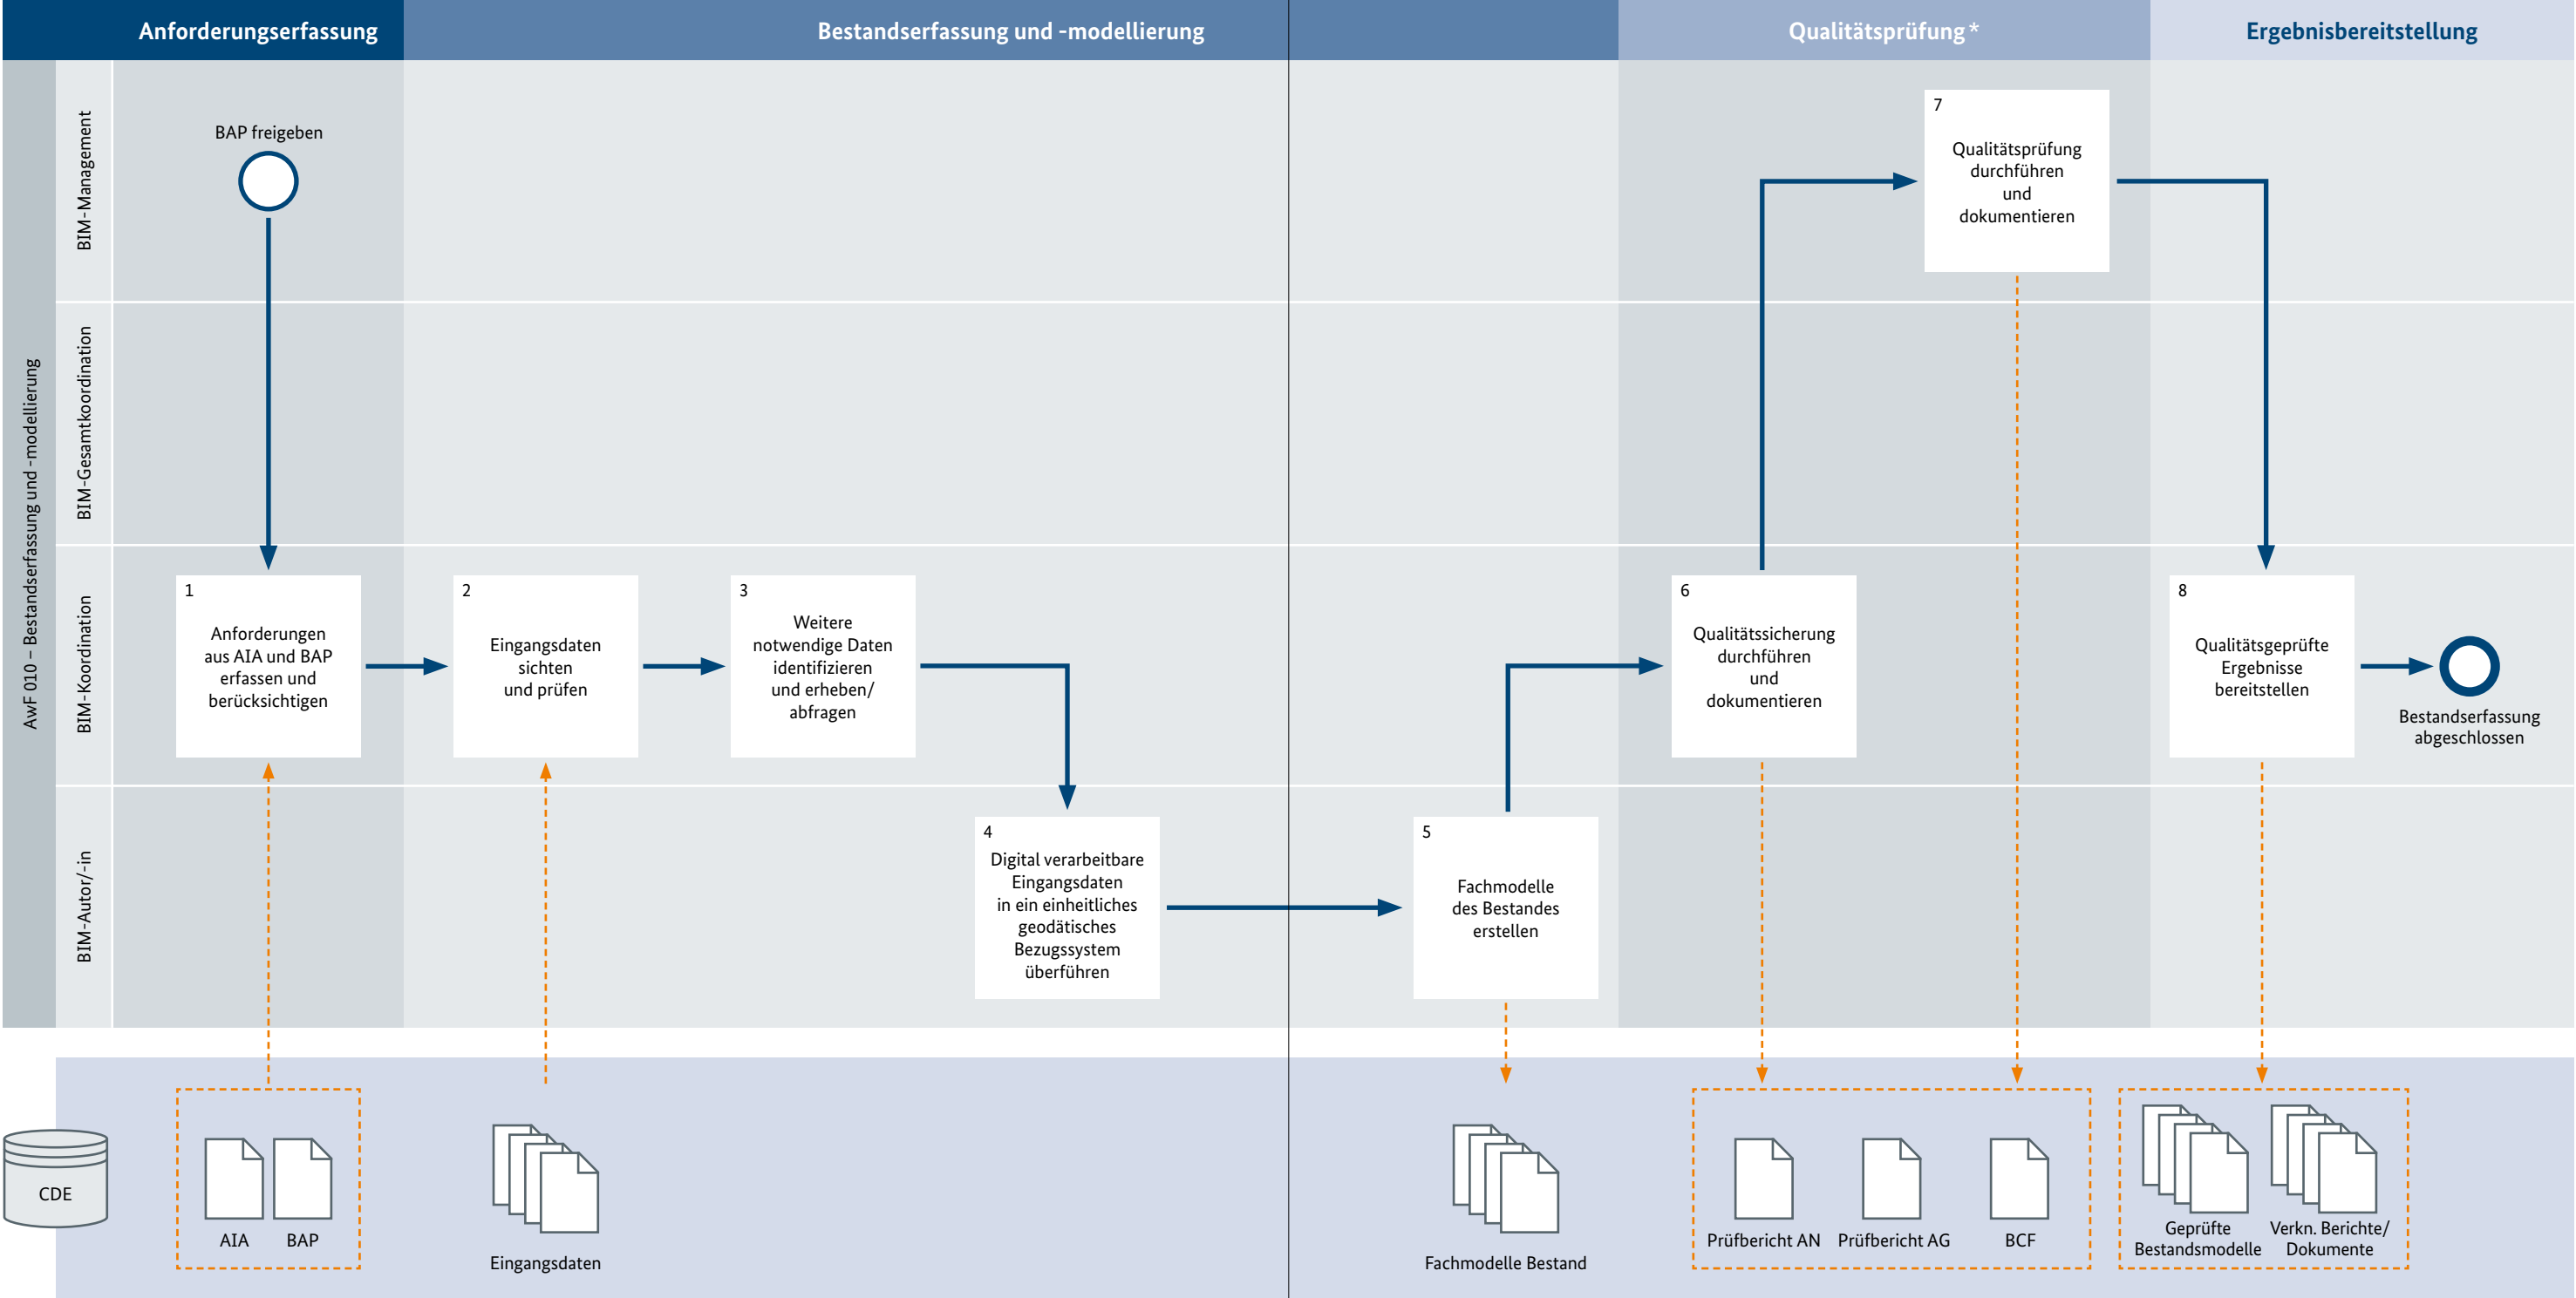 Anforderungserfassung
Bestandserfassung und -modellierung
Qualitätsprüfung *
Ergebnisbereitstellung
AwF 010 – Bestandserfassung und -modellierung
BIM-Management
BAP freigeben
7
Qualitätsprüfung
durchführen
und
dokumentieren
BIM-Gesamtkoordination
BIM-Koordination
1
Anforderungen
aus AIA und BAP
erfassen und
berücksichtigen
2
Eingangsdaten
sichten
und prüfen
3
Weitere
notwendige Daten
identifizieren
und erheben/
abfragen
6
Qualitätssicherung
durchführen
und
dokumentieren
8
Qualitätsgeprüfte
Ergebnisse
bereitstellen
Bestandserfassung
abgeschlossen
BIM-Autor/-in
4
Digital verarbeitbare
Eingangsdaten
in ein einheitliches
geodätisches
Bezugssystem
überführen
5
Fachmodelle
des Bestandes
erstellen
CDE
AIA
BAP
Eingangsdaten
Fachmodelle Bestand
Prüfbericht AN
Prüfbericht AG
BCF
Geprüfte
Bestandsmodelle
Verkn. Berichte/
Dokumente